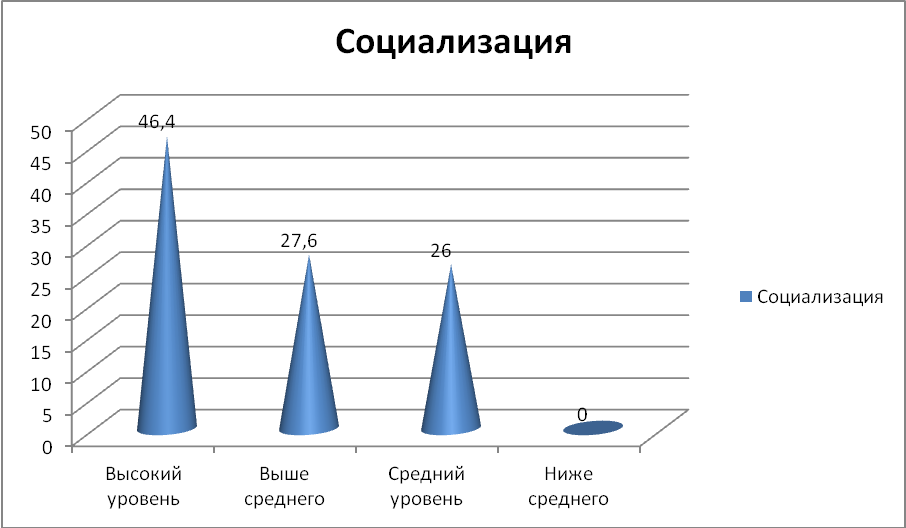 Социализация
50
45
40
35
30
25
20
15
10
5
0
46,4
27,6
26
0
Высокий
уровень
Выше
среднего
Средний
уровень
Ниже
среднего
Социализация